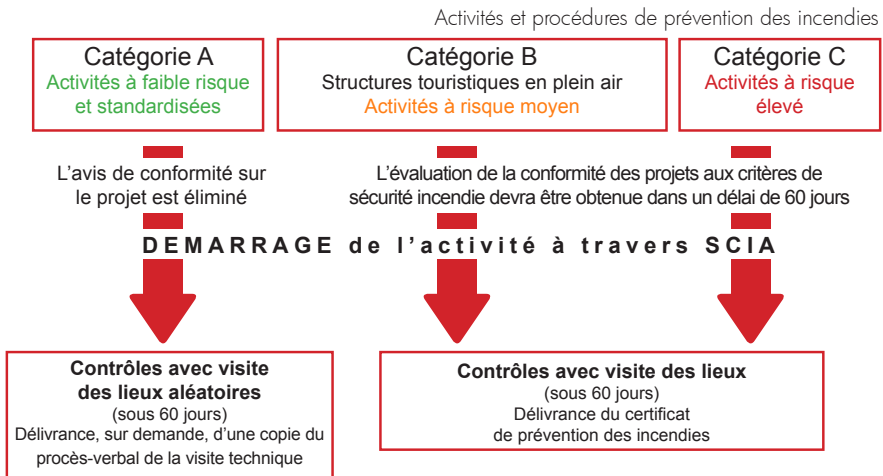 Activités et procédures de prévention des incendies
Catégorie A
Activités à faible risque
et standardisées
Catégorie B
Structures touristiques en plein air
Activités à risque moyen
Catégorie C
Activités à risque
élevé
L'avis de conformité sur
le projet est éliminé
L'évaluation de la conformité des projets aux critères de
sécurité incendie devra être obtenue dans un délai de 60 jours
DEMARRAGE de l'activité à travers SCIA
Contrôles avec visite
des lieux aléatoires
(sous 60 jours)
Délivrance, sur demande, d'une copie du
procès-verbal de la visite technique
Contrôles avec visite des lieux
(sous 60 jours)
Délivrance du certificat
de prévention des incendies